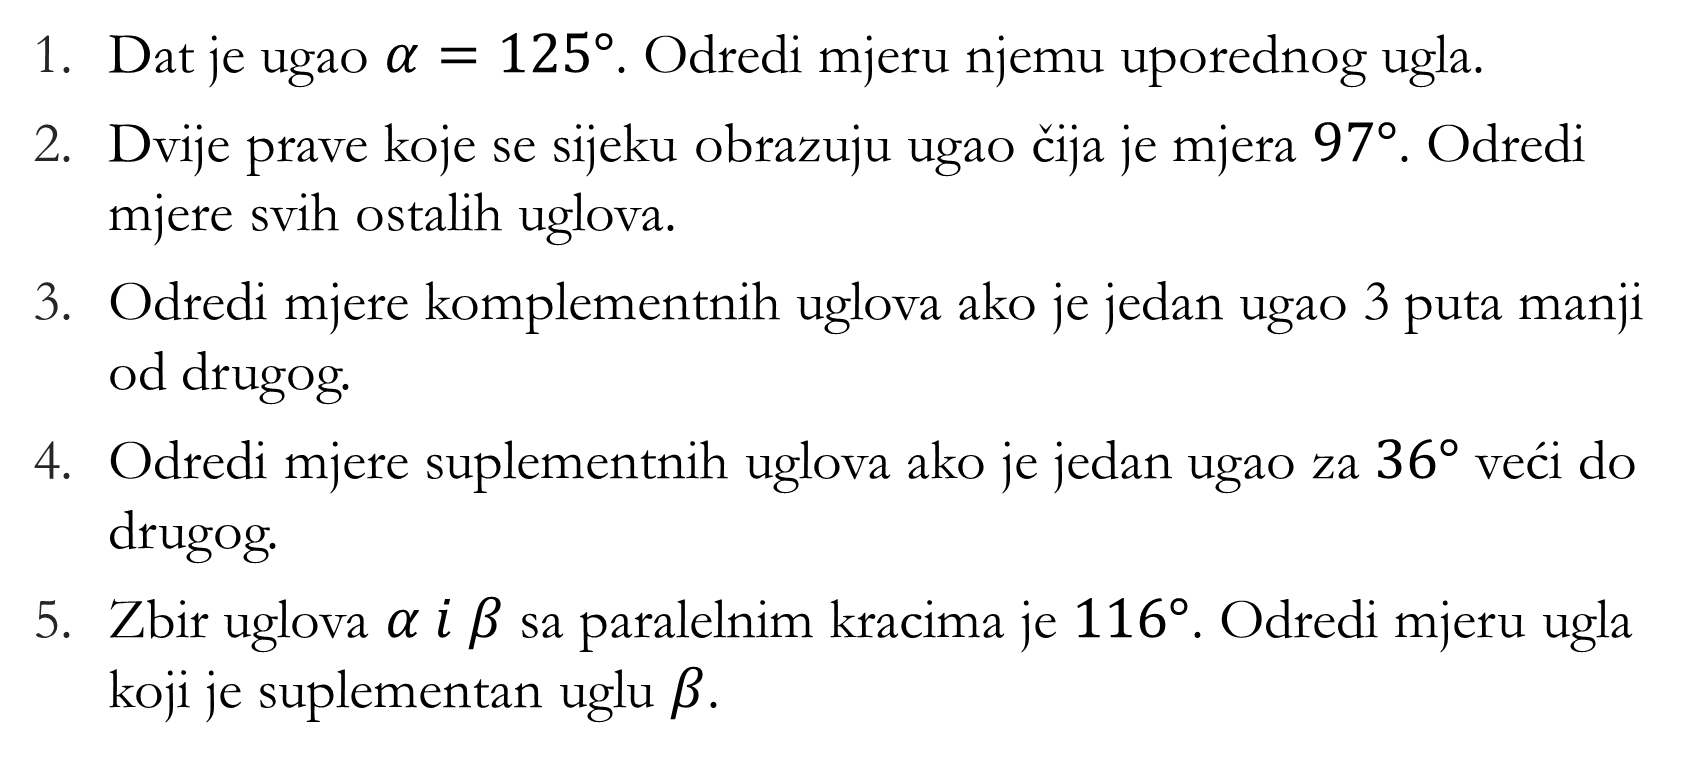 1. Dat je ugao α = 125°. Odredi mjeru njemu uporednog ugla.
2. Dvije prave koje se sijeku obrazuju ugao čija je mjera 97°. Odredi
mjere svih ostalih uglova.
3. Odredi mjere komplementnih uglova ako je jedan ugao 3 puta manji
od drugog.
4. Odredi mjere suplementnih uglova ako je jedan ugao za 36° veći do
drugog.
5. Zbir uglova α i β sa paralelnim kracima je 116°. Odredi mjeru ugla
koji je suplementan uglu β.